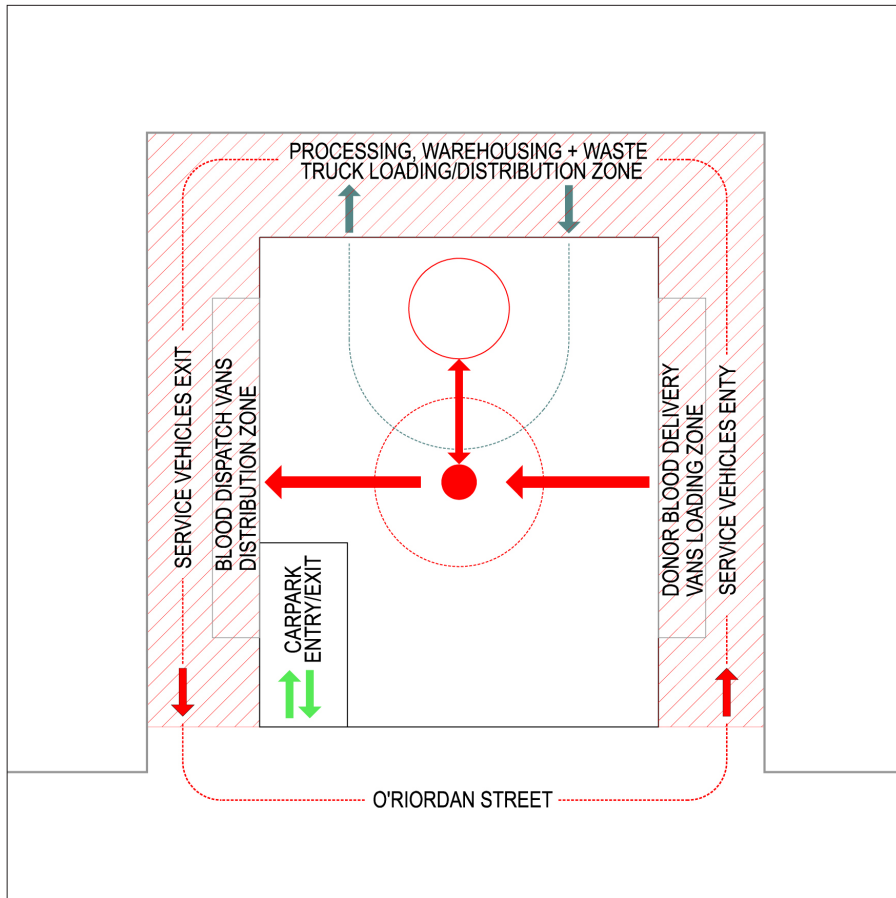 PROCESSING, WAREHOUSING + WASTE
TRUCK LOADING/DISTRIBUTION ZONE
SERVICE VEHICLES EXIT
BLOOD DISPATCH VANS
DISTRIBUTION ZONE
DONOR BLOOD DELIVERY
VANS LOADING ZONE
SERVICE VEHICLES ENTY
CARPARK
ENTRY/EXIT
O'RIORDAN STREET